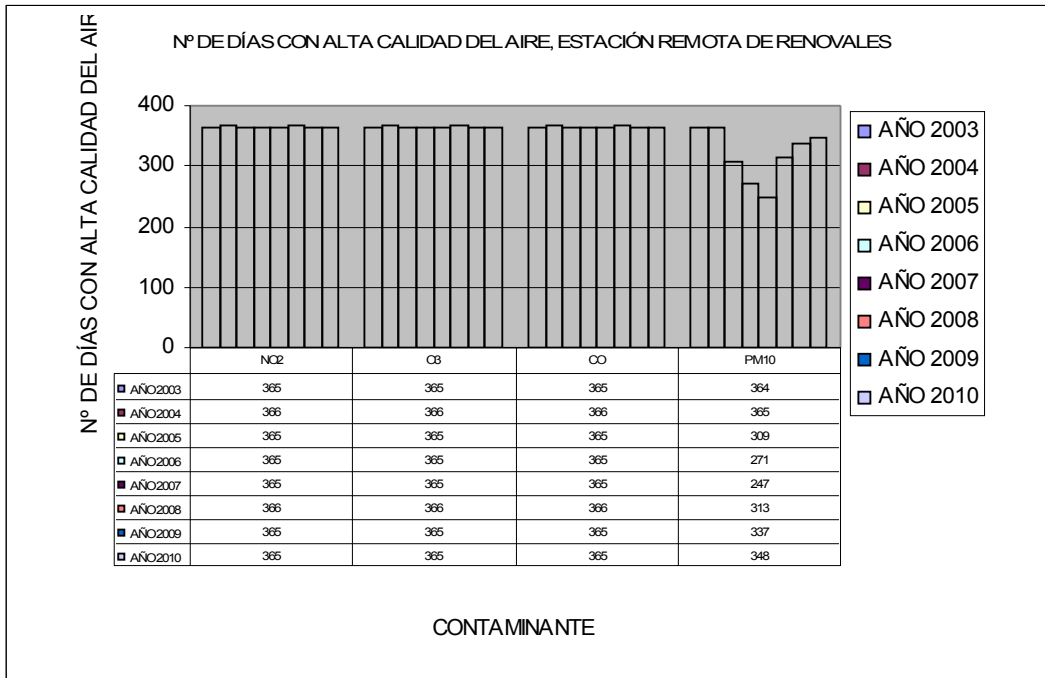 Nº DE DÍAS CON ALTA CALIDAD DEL AIRE, ESTACIÓN REMOTA DE RENOVALES
Nº DE DÍAS CON ALTA CALIDAD DEL AIR
400
300
200
100
0
NO2 O3 CO PM10
AÑO2003 365 365 365 364
AÑO2004 366 366 366 365
AÑO2005 365 365 365 309
AÑO2006 365 365 365 271
AÑO2007 365 365 365 247
AÑO2008 366 366 366 313
AÑO2009 365 365 365 337
AÑO2010 365 365 365 348
CONTAMINANTE
AÑO 2003
AÑO 2004
AÑO 2005
AÑO 2006
AÑO 2007
AÑO 2008
AÑO 2009
AÑO 2010